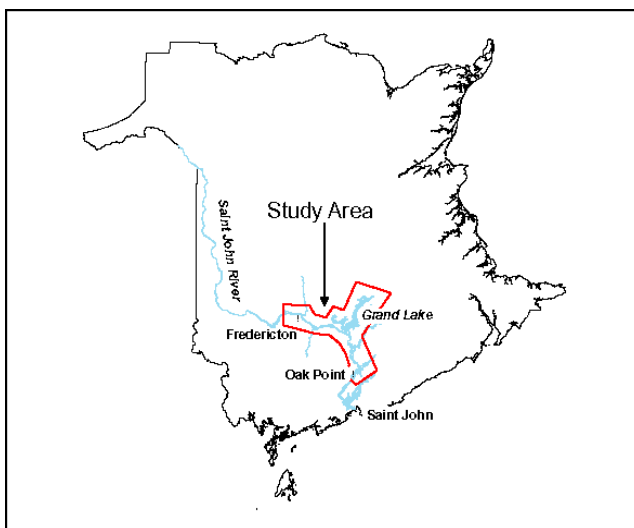 Study Area
Saint John River
Grand Lake
Fredericton
Oak Point
Saint John